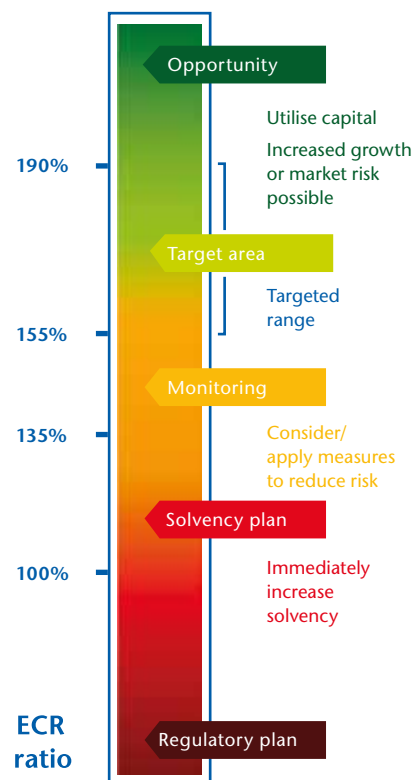 Opportunity
Utilise capital
Increased growth
or market risk
possible
190%
Target area
Targeted
range
155%
Monitoring
135%
Consider/
apply measures
to reduce risk
Solvency plan
100%
Immediately
increase
solvency
ECR
ratio
Regulatory plan